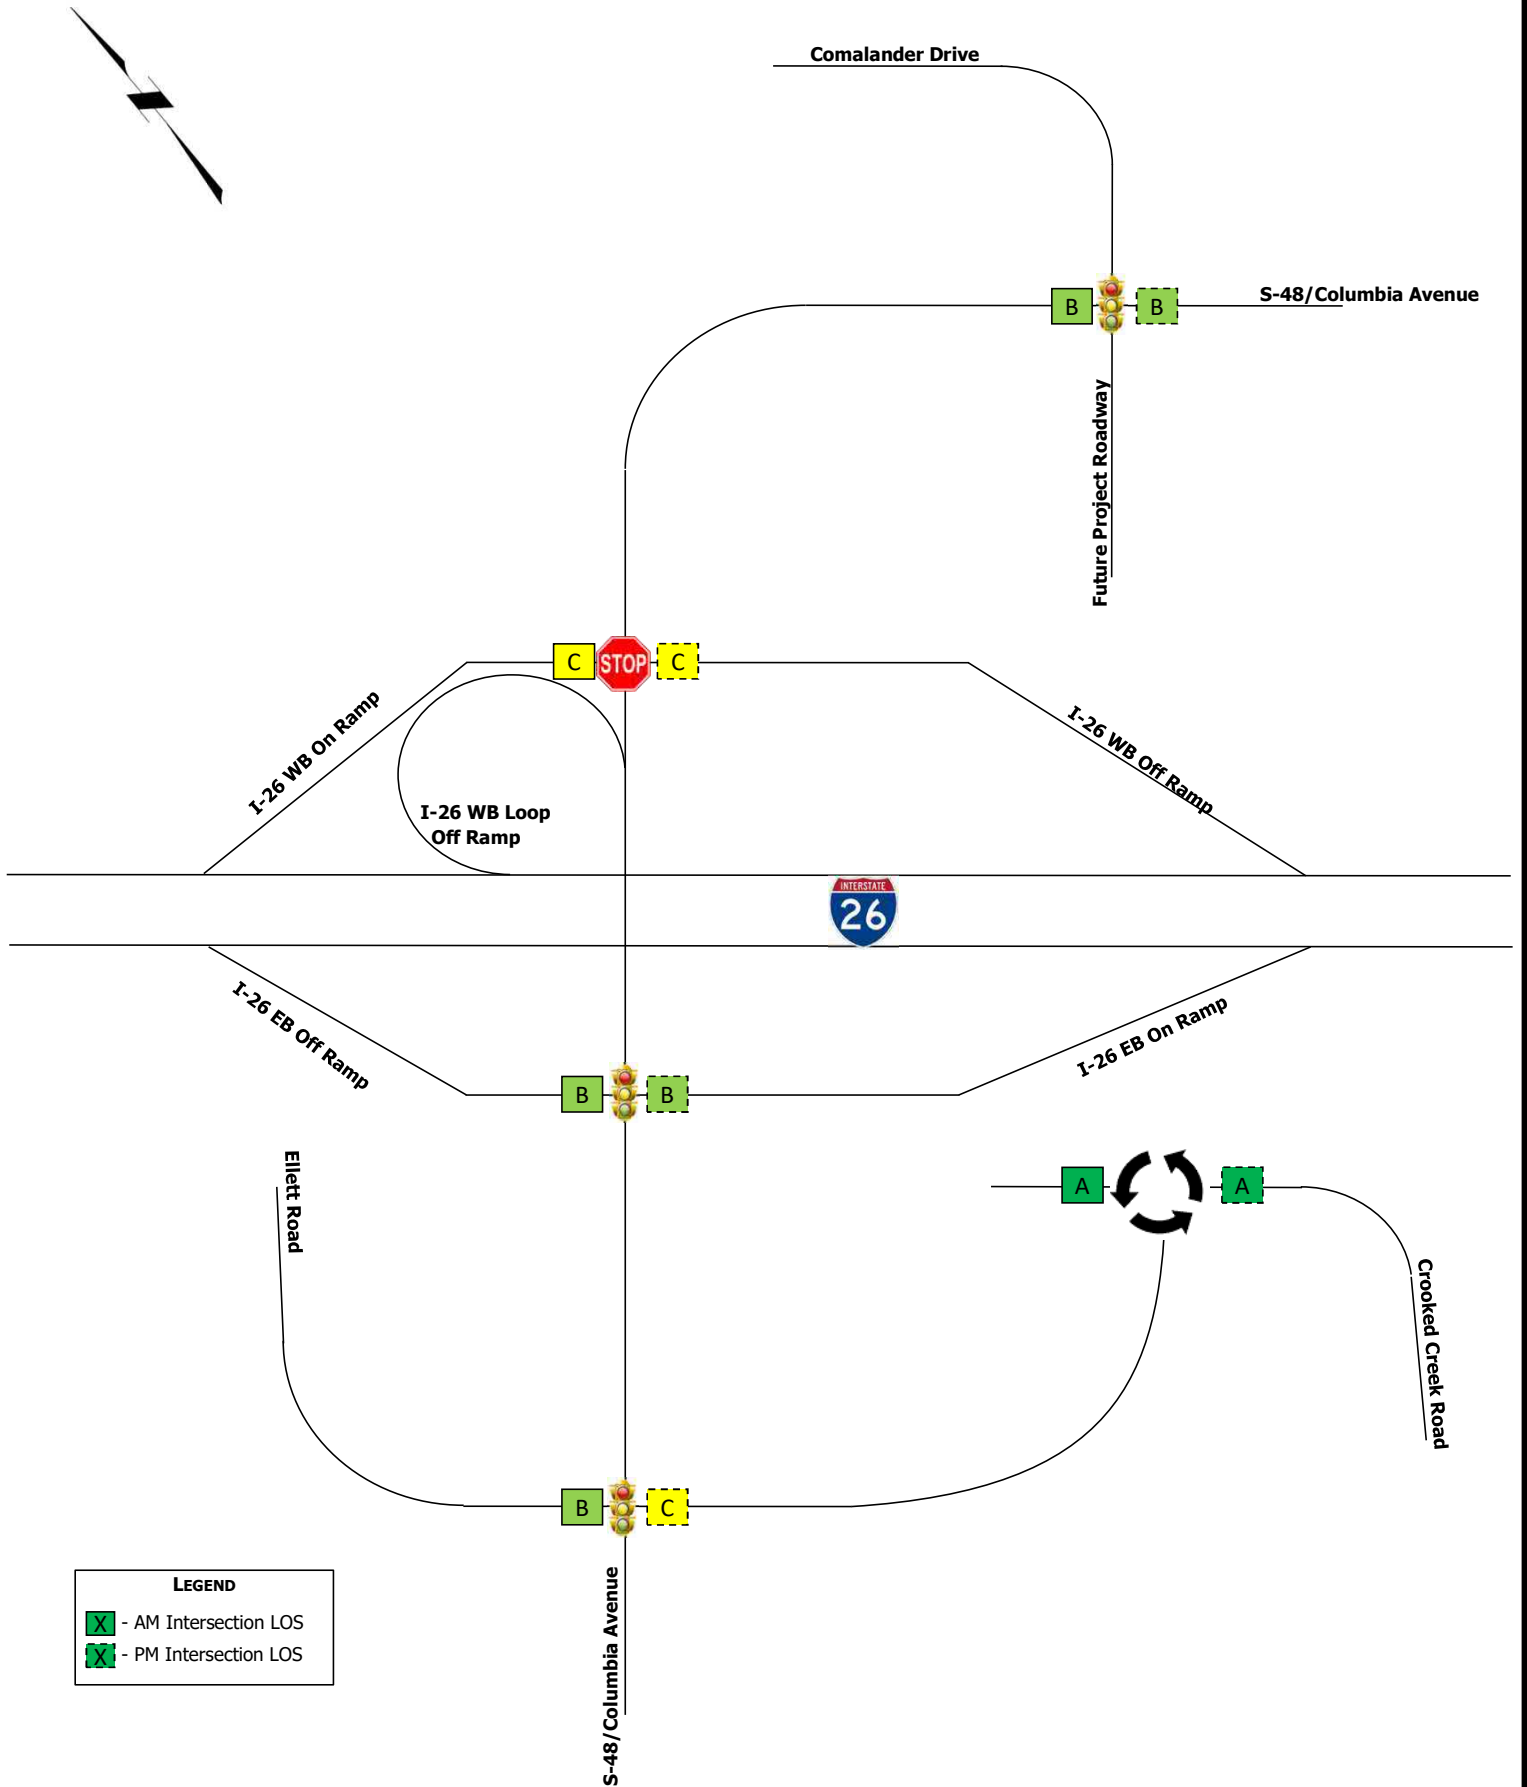 Comalander Drive
S-48/Columbia Avenue
B
B
Future Project Roadway
C
STOP
C
I-26 WB On Ramp
I-26 WB Off Ramp
I-26 WB Loop
Off Ramp
INTERSTATE
26
I-26 EB Off Ramp
I-26 EB On Ramp
B
B
Ellett Road
A
A
Crooked Creek Road
B
C
S-48/Columbia Avenue
LEGEND
X - AM Intersection LOS
X - PM Intersection LOS